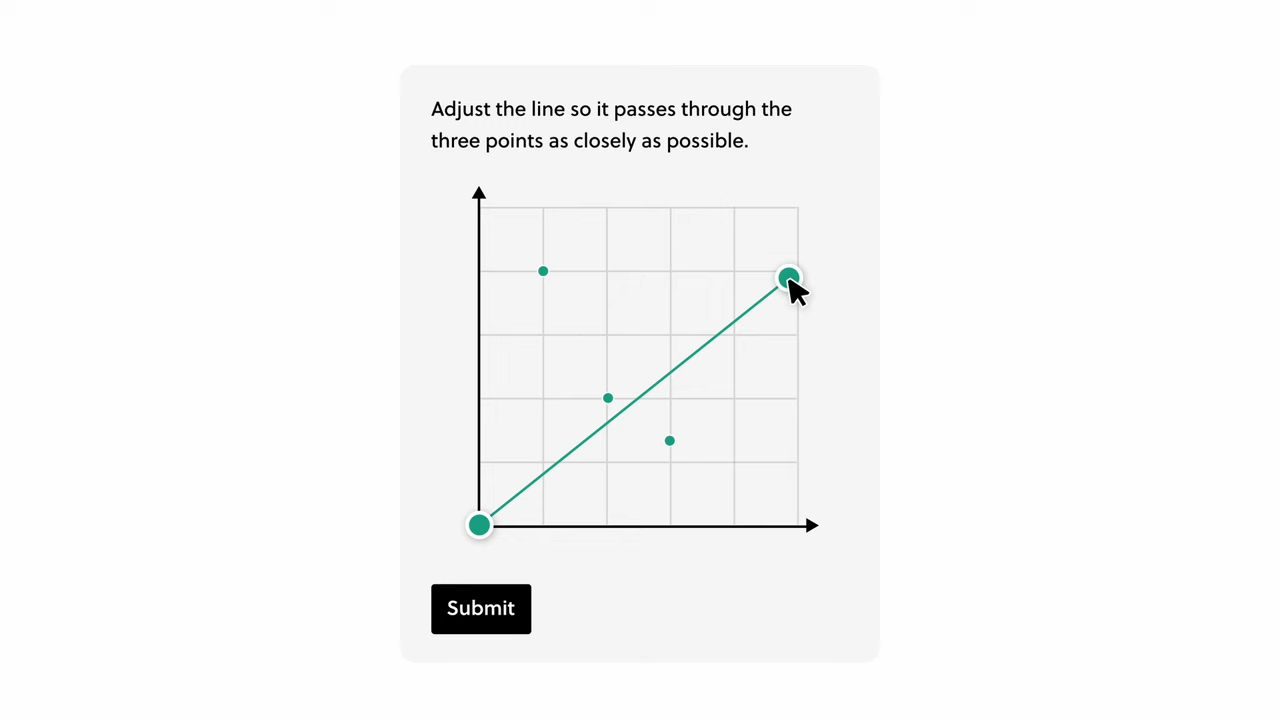 Adjust the line so it passes through the
three points as closely as possible.
Submit